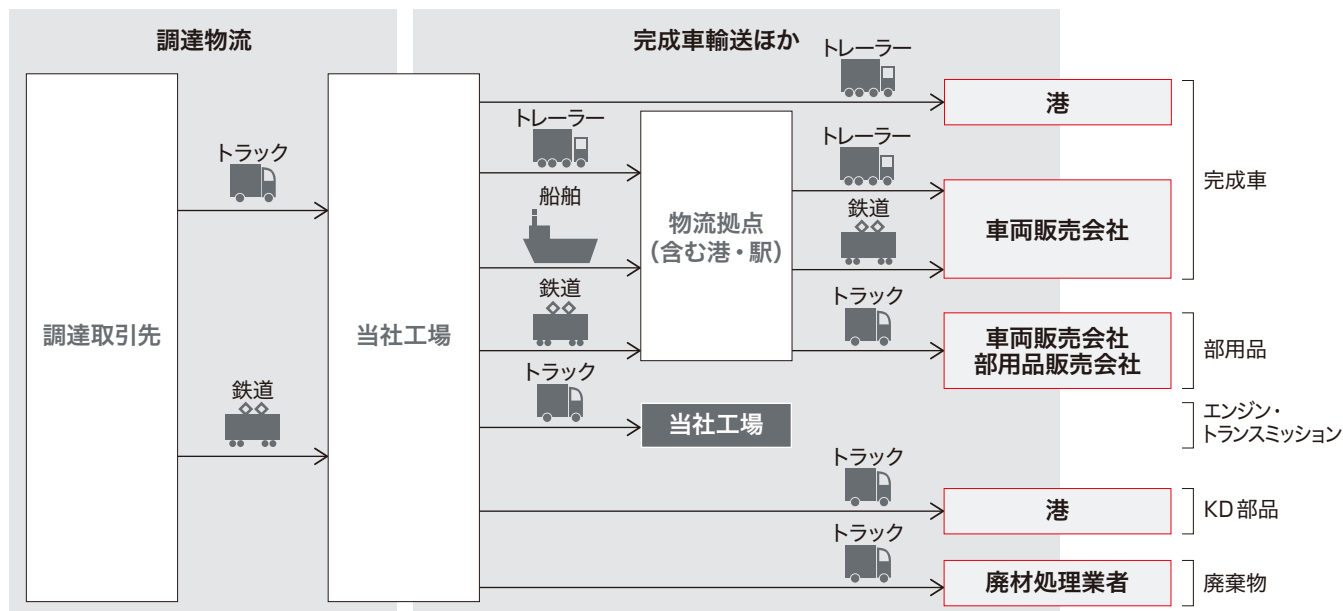 調達物流
完成車輸送ほか
トレーラー
港
トレーラー
トレーラー
トラック
完成車
船舶
鉄道
物流拠点
(含む港・駅)
車両販売会社
鉄道
トラック
調達取引先
当社工場
車両販売会社
部用品販売会社
部用品
トラック
鉄道
当社工場
エンジン・
トランスミッション
トラック
港
KD部品
トラック
廃材処理業者
廃棄物